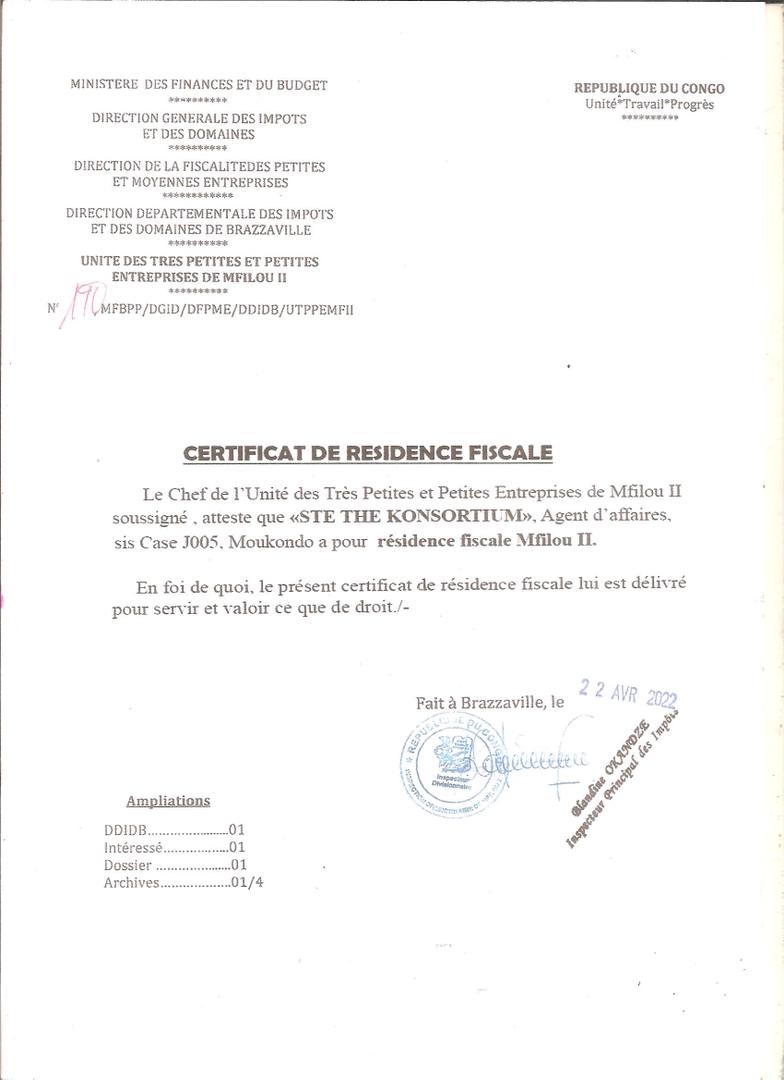 MINISTERE DES FINANCES ET DU BUDGET
**********
DIRECTION GENERALE DES IMPOTS
ET DES DOMAINES
**********
DIRECTION DE LA FISCALITEDES PETITES
ET MOYENNES ENTREPRISES
************
DIRECTION DEPARTEMENTALE DES IMPOTS
ET DES DOMAINES DE BRAZZAVILLE
**********
UNITE DES TRES PETITES ET PETITES
ENTREPRISES DE MFILOU II
**********
N° 190 MFBPP/DGID/DFPME/DDIDB/UTPPEMFII
REPUBLIQUE DU CONGO
Unité*Travail*Progrès
**********
CERTIFICAT DE RESIDENCE FISCALE
Le Chef de l'Unité des Très Petites et Petites Entreprises de Mfilou II
soussigné , atteste que «STE THE KONSORTIUM», Agent d'affaires,
sis Case J005, Moukondo a pour résidence fiscale Mfilou II.
En foi de quoi, le présent certificat de résidence fiscale lui est délivré
pour servir et valoir ce que de droit./-
Fait à Brazzaville, le 22 AVR 2022
REPUBLIQUE DU CONGO
Inspecteur
Divisionnaire
Blandine OKANDZE
Inspecteur Principal des Impôts
Ampliations
DDIDB.......................01
Intéressé...................01
Dossier .....................01
Archives....................01/4